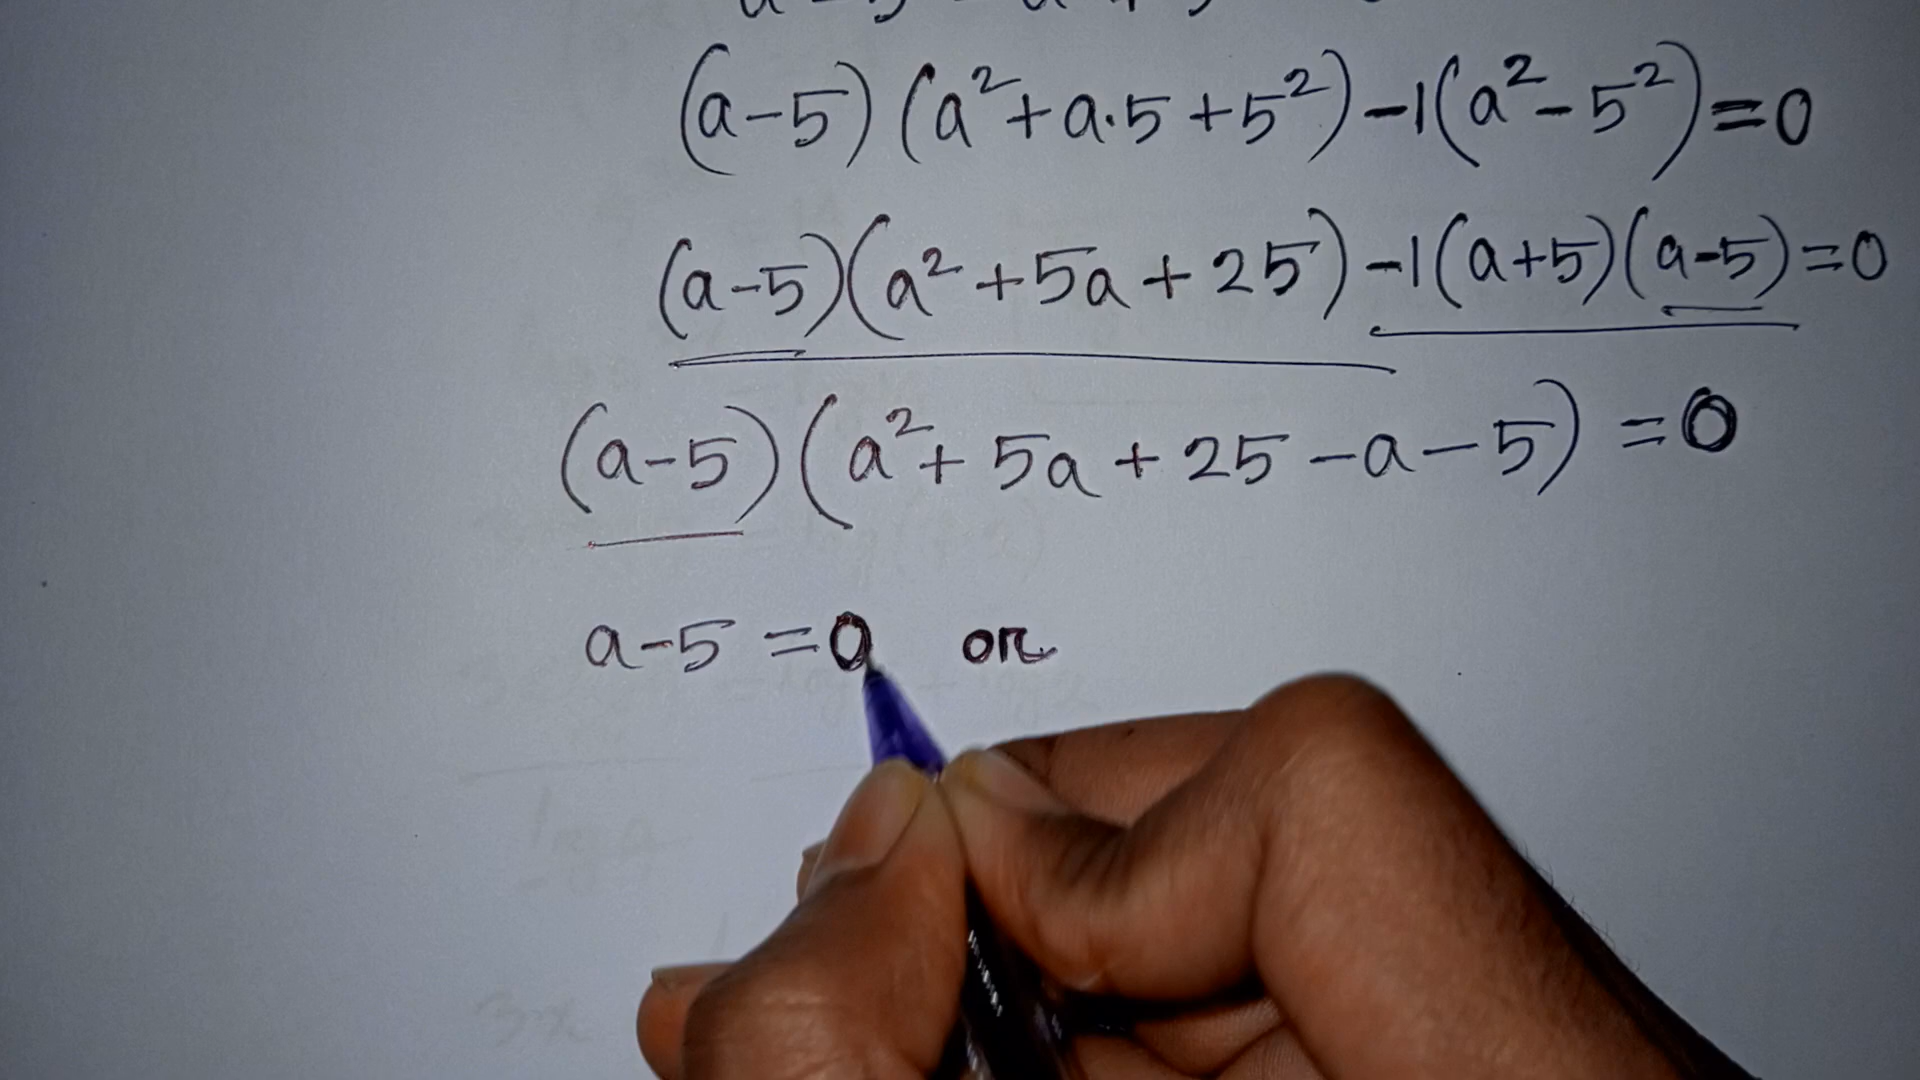 (a-5)(a²+a·5+5²)-1(a²-5²)=0
(a-5)(a²+5a+25)-1(a+5)(a-5)=0
(a-5)(a²+5a+25-a-5)=0
a-5=0 or